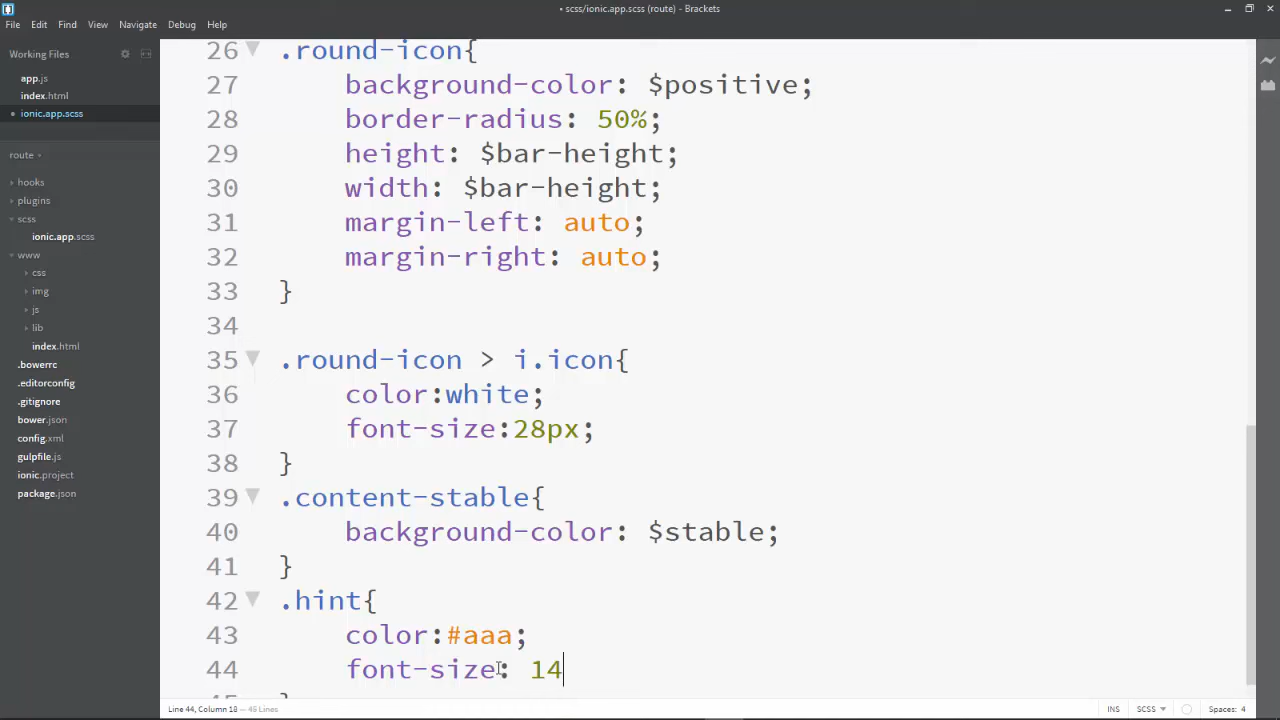 • scss/ionic.app.scss (route) - Brackets
File Edit Find View Navigate Debug Help
Working Files
app.js
index.html
• ionic.app.scss
route
hooks
plugins
scss
ionic.app.scss
www
css
img
js
lib
index.html
.bowerrc
.editorconfig
.gitignore
bower.json
config.xml
gulpfile.js
ionic.project
package.json
26 .round-icon{
27 background-color: $positive;
28 border-radius: 50%;
29 height: $bar-height;
30 width: $bar-height;
31 margin-left: auto;
32 margin-right: auto;
33 }
34
35 .round-icon > i.icon{
36 color:white;
37 font-size:28px;
38 }
39 .content-stable{
40 background-color: $stable;
41 }
42 .hint{
43 color:#aaa;
44 font-size: 14
Line 44, Column 18 — 46 Lines
INS SCSS Spaces: 4